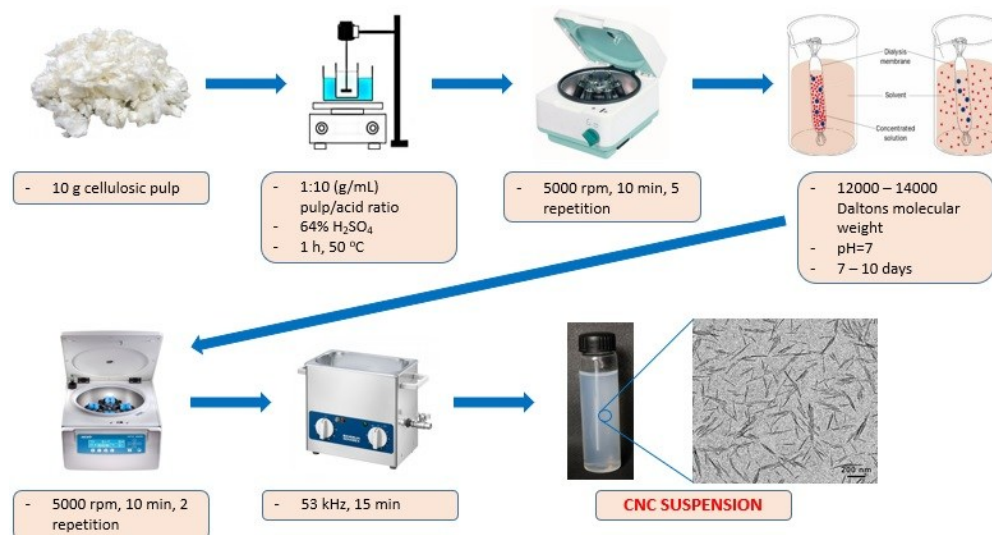 Dialysis
membrane
Solvent
Concentrated
solution
- 10 g cellulosic pulp
- 1:10 (g/mL)
pulp/acid ratio
- 64% H₂SO₄
- 1 h, 50 °C
- 5000 rpm, 10 min, 5
repetition
- 12000 – 14000
Daltons molecular
weight
- pH=7
- 7 – 10 days
200 nm
- 5000 rpm, 10 min, 2
repetition
- 53 kHz, 15 min
CNC SUSPENSION